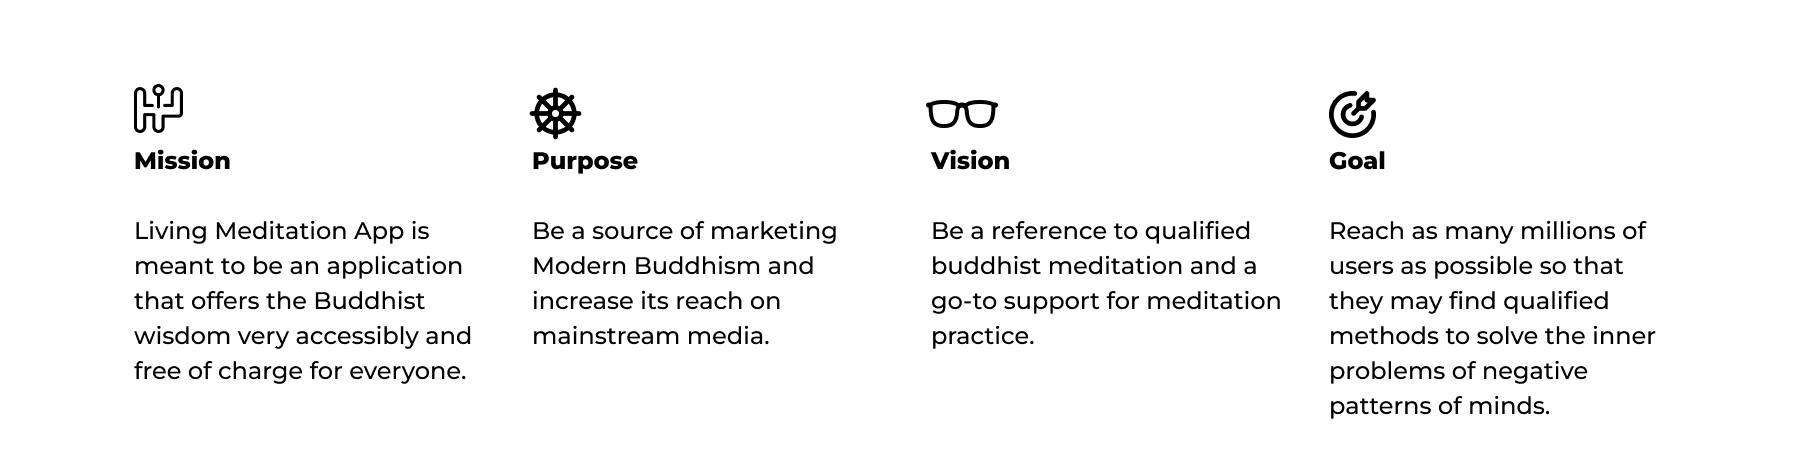 Mission
Living Meditation App is
meant to be an application
that offers the Buddhist
wisdom very accessibly and
free of charge for everyone.
Purpose
Be a source of marketing
Modern Buddhism and
increase its reach on
mainstream media.
Vision
Be a reference to qualified
buddhist meditation and a
go-to support for meditation
practice.
Goal
Reach as many millions of
users as possible so that
they may find qualified
methods to solve the inner
problems of negative
patterns of minds.